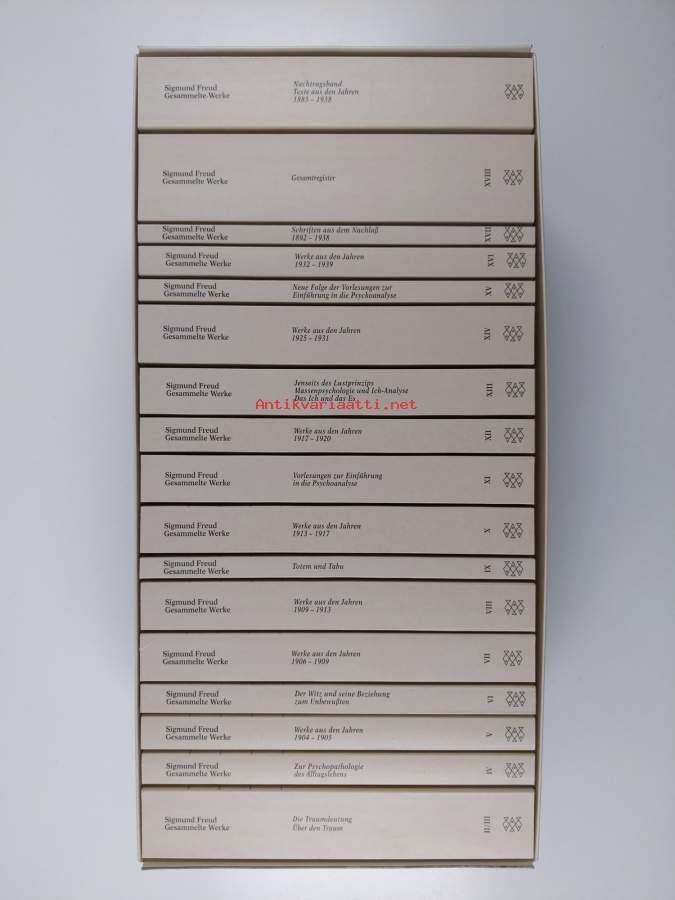 Sigmund Freud
Gesammelte Werke
Nachtragsband
Texte aus den Jahren
1885 – 1938
Sigmund Freud
Gesammelte Werke
Gesamtregister
XVIII
Sigmund Freud
Gesammelte Werke
Schriften aus dem Nachlaß
1892 – 1938
XVII
Sigmund Freud
Gesammelte Werke
Werke aus den Jahren
1932 – 1939
XVI
Sigmund Freud
Gesammelte Werke
Neue Folge der Vorlesungen zur
Einführung in die Psychoanalyse
XV
Sigmund Freud
Gesammelte Werke
Werke aus den Jahren
1925 – 1931
XIV
Sigmund Freud
Gesammelte Werke
Jenseits des Lustprinzips
Massenpsychologie und Ich-Analyse
Das Ich und das Es
XIII
Antikvariaatti.net
Sigmund Freud
Gesammelte Werke
Werke aus den Jahren
1917 – 1920
XII
Sigmund Freud
Gesammelte Werke
Vorlesungen zur Einführung
in die Psychoanalyse
XI
Sigmund Freud
Gesammelte Werke
Werke aus den Jahren
1913 – 1917
X
Sigmund Freud
Gesammelte Werke
Totem und Tabu
IX
Sigmund Freud
Gesammelte Werke
Werke aus den Jahren
1909 – 1913
VIII
Sigmund Freud
Gesammelte Werke
Werke aus den Jahren
1906 – 1909
VII
Sigmund Freud
Gesammelte Werke
Der Witz und seine Beziehung
zum Unbewußten
VI
Sigmund Freud
Gesammelte Werke
Werke aus den Jahren
1904 – 1905
V
Sigmund Freud
Gesammelte Werke
Zur Psychopathologie
des Alltagslebens
IV
Sigmund Freud
Gesammelte Werke
Die Traumdeutung
Über den Traum
II/III